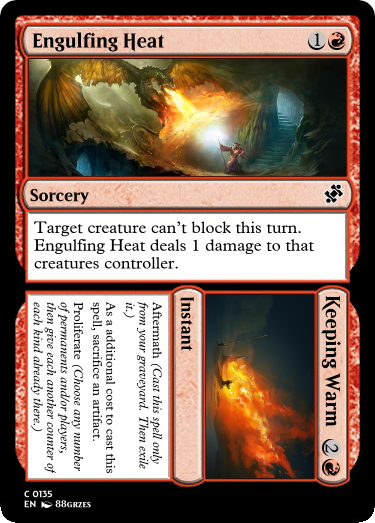 Engulfing Heat 1
Sorcery
Target creature can't block this turn.
Engulfing Heat deals 1 damage to that
creatures controller.
Keeping Warm 2
Instant
Aftermath (Cast this spell only
from your graveyard. Then exile
it.)
As a additional cost to cast this
spell, sacrifice an artifact.
Proliferate (Choose any number
of permanents and/or players,
then give each another counter of
each kind already there.)
C 0135
EN 88GRZES